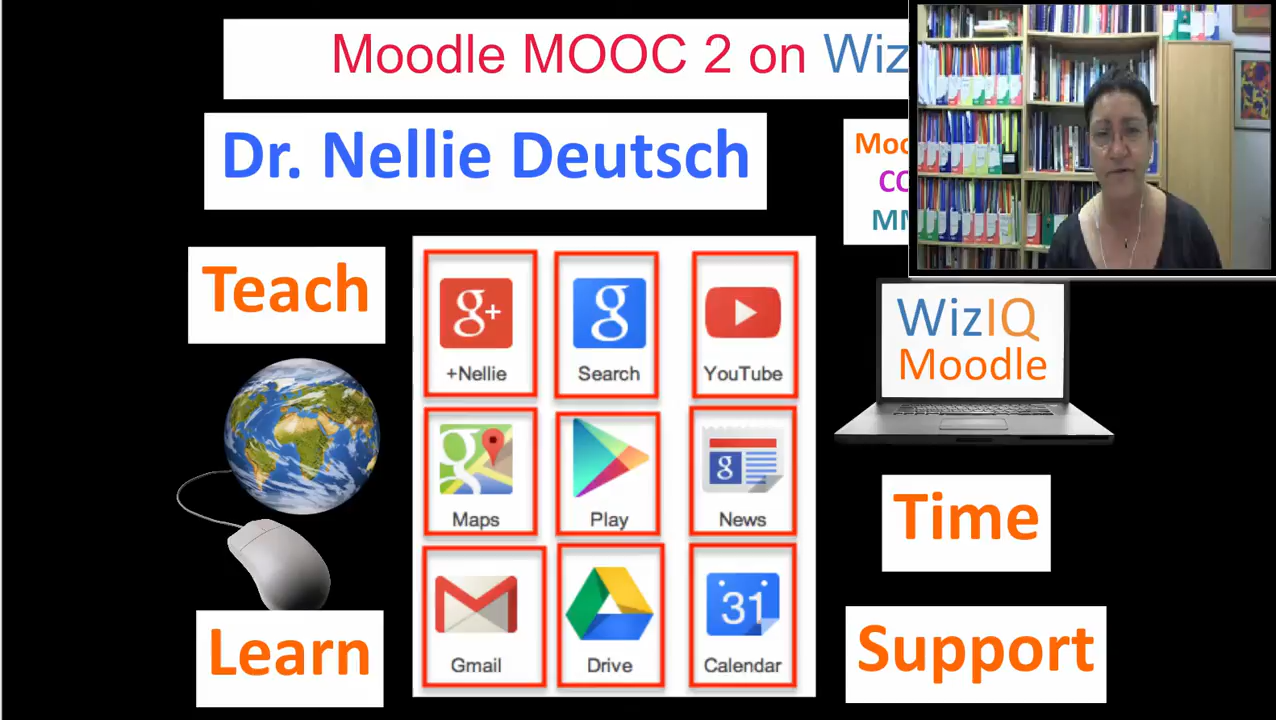 Moodle MOOC 2 on Wiz
Dr. Nellie Deutsch
Teach
g+
+Nellie
g
Search
YouTube
WizIQ
Moodle
g
Maps
Play
g
News
Time
Gmail
Drive
31
Calendar
Learn
Support